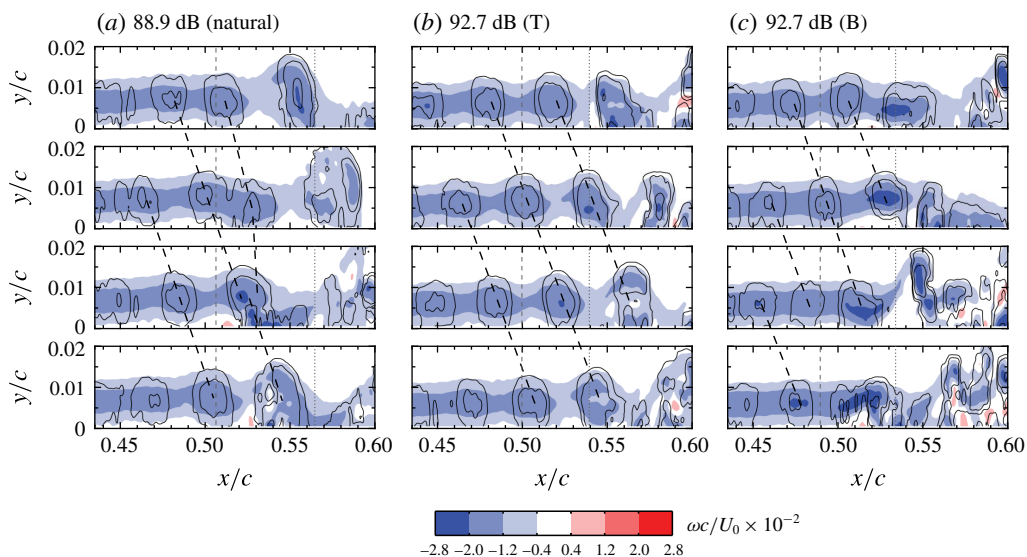 (a) 88.9 dB (natural) (b) 92.7 dB (T) (c) 92.7 dB (B)
0.02
y/c 0.01
0
0.02
y/c 0.01
0
0.02
y/c 0.01
0
0.02
y/c 0.01
0
0.45 0.50 0.55 0.60 0.45 0.50 0.55 0.60 0.45 0.50 0.55 0.60
x/c x/c x/c
ωc/U₀ × 10⁻²
−2.8 −2.0 −1.2 −0.4 0.4 1.2 2.0 2.8